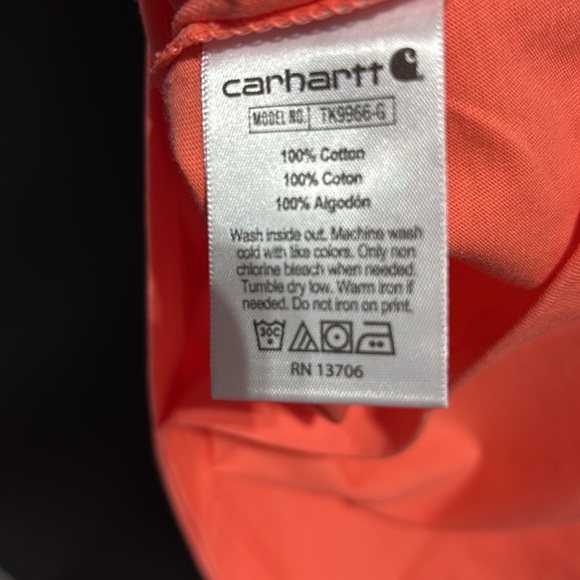 carhartt
MODEL NO. TK9966-G
100% Cotton
100% Coton
100% Algodón
Wash inside out. Machine wash
cold with like colors. Only non
chlorine bleach when needed.
Tumble dry low. Warm iron if
needed. Do not iron on print.
30C
RN 13706